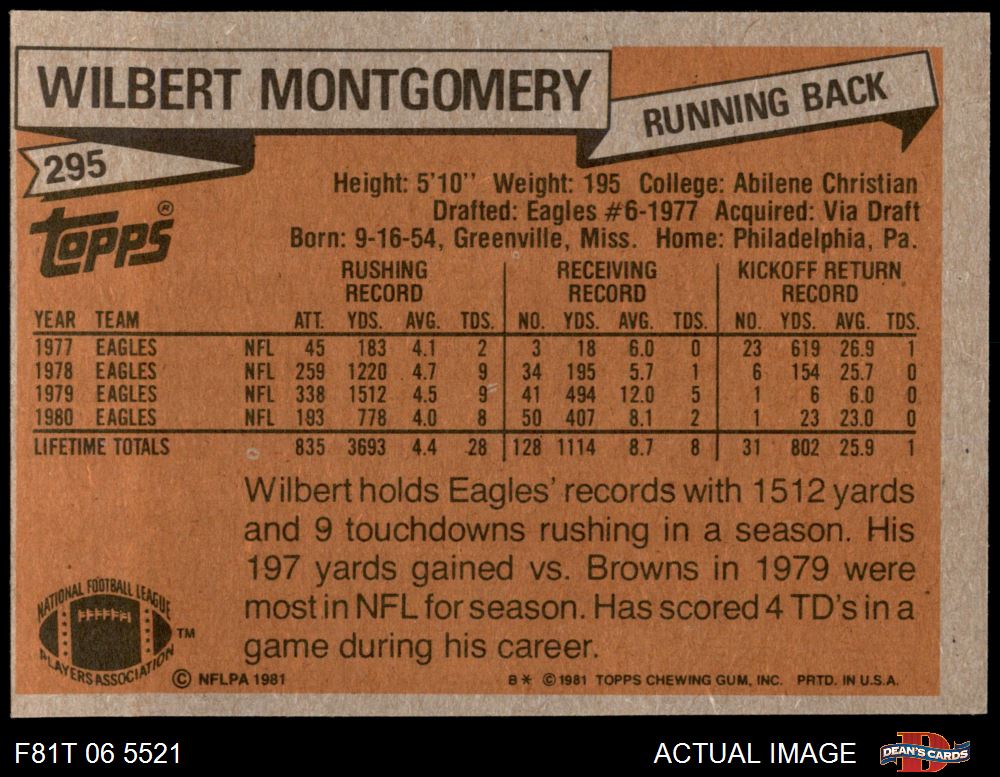 WILBERT MONTGOMERY
RUNNING BACK
295
Topps®
Height: 5'10'' Weight: 195 College: Abilene Christian
Drafted: Eagles #6-1977 Acquired: Via Draft
Born: 9-16-54, Greenville, Miss. Home: Philadelphia, Pa.
RUSHING RECORD RECEIVING RECORD KICKOFF RETURN RECORD
YEAR TEAM ATT. YDS. AVG. TDS. NO. YDS. AVG. TDS. NO. YDS. AVG. TDS.
1977 EAGLES NFL 45 183 4.1 2 3 18 6.0 0 23 619 26.9 1
1978 EAGLES NFL 259 1220 4.7 9 34 195 5.7 1 6 154 25.7 0
1979 EAGLES NFL 338 1512 4.5 9 41 494 12.0 5 1 6 6.0 0
1980 EAGLES NFL 193 778 4.0 8 50 407 8.1 2 1 23 23.0 0
LIFETIME TOTALS 835 3693 4.4 28 128 1114 8.7 8 31 802 25.9 1
Wilbert holds Eagles' records with 1512 yards
and 9 touchdowns rushing in a season. His
197 yards gained vs. Browns in 1979 were
most in NFL for season. Has scored 4 TD's in a
game during his career.
NATIONAL FOOTBALL LEAGUE
PLAYERS ASSOCIATION TM
© NFLPA 1981
B* © 1981 TOPPS CHEWING GUM, INC. PRTD. IN U.S.A.
F81T 06 5521
ACTUAL IMAGE
DEAN'S CARDS